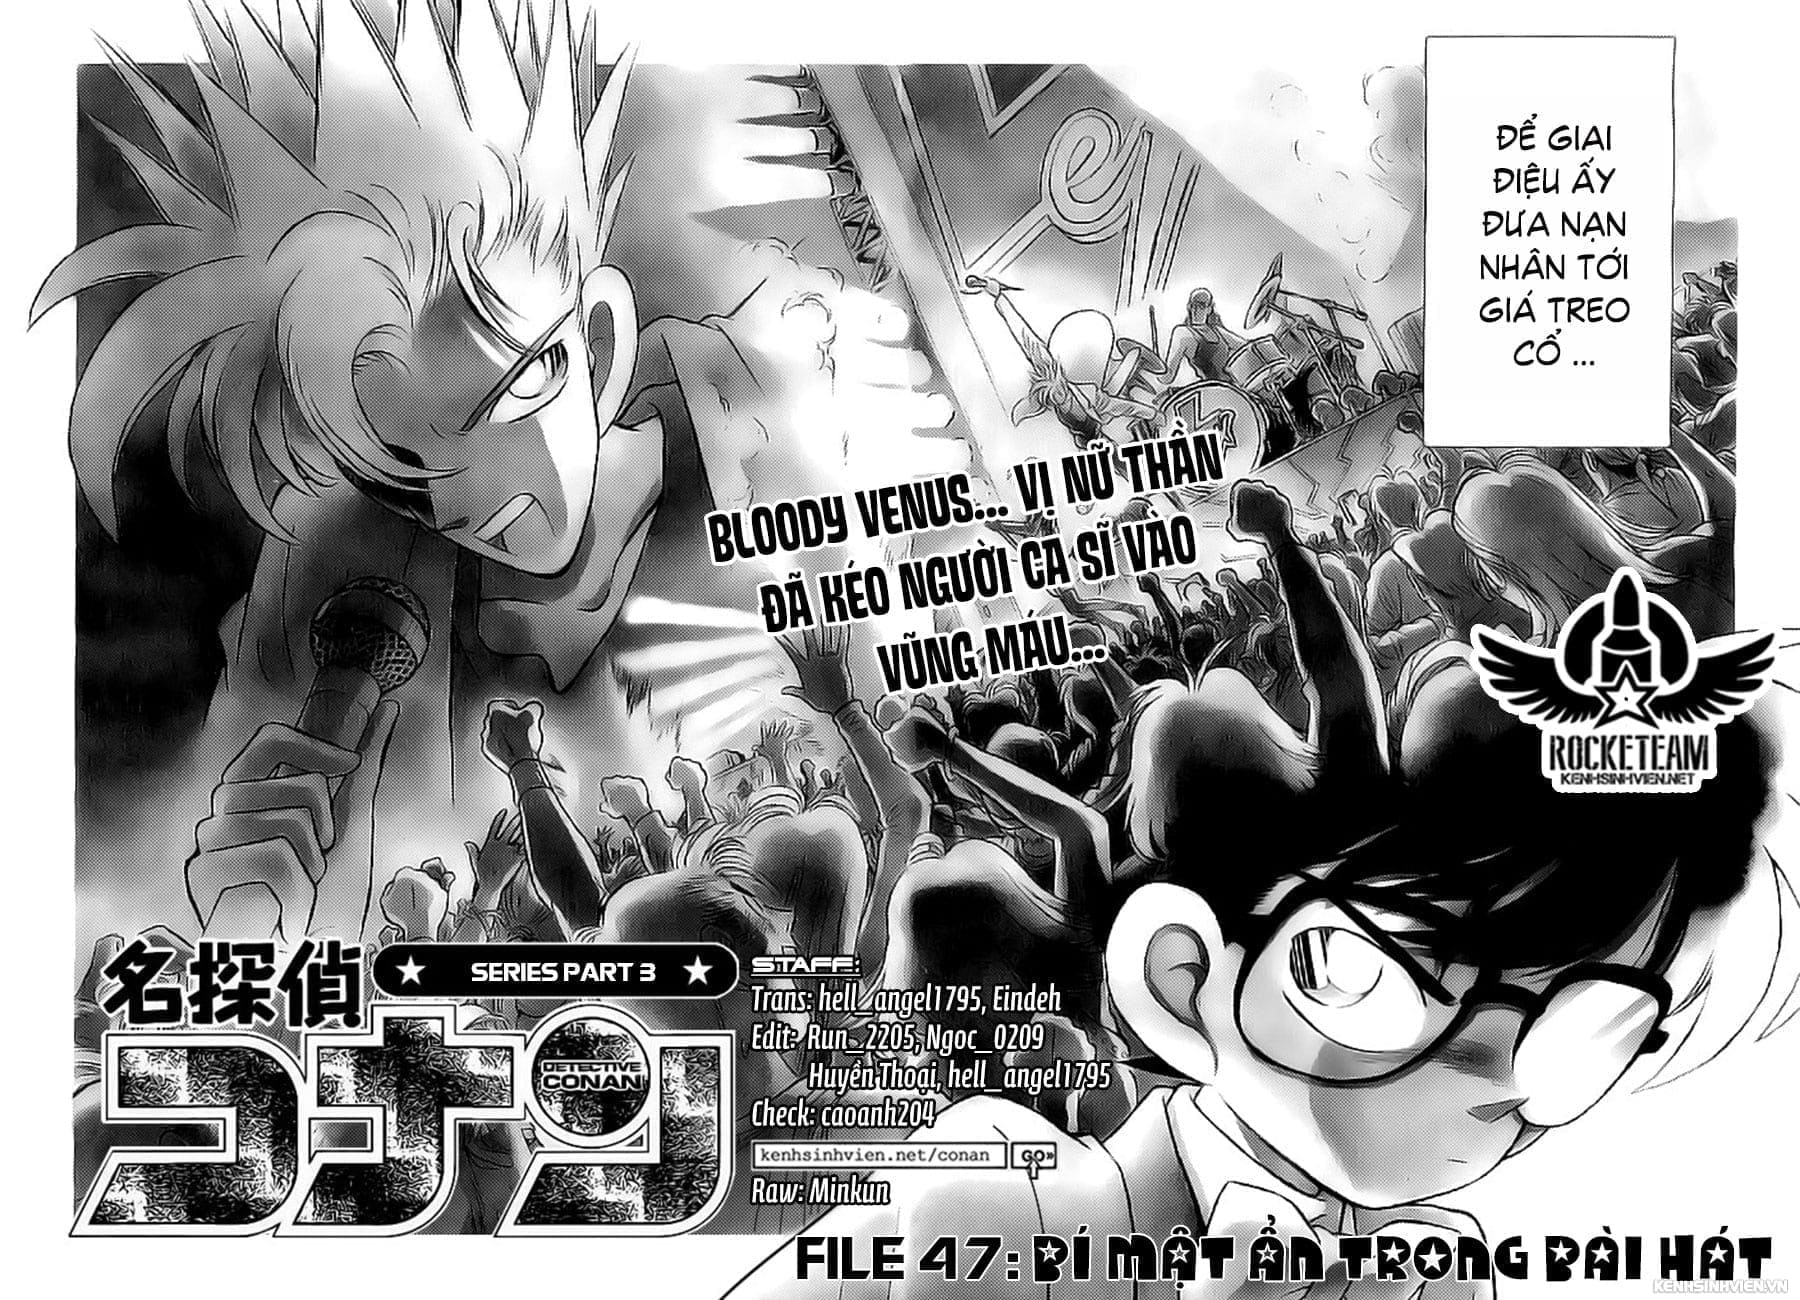 ĐỂ GIAI
ĐIỆU ẤY
ĐƯA NẠN
NHÂN TỚI
GIÁ TREO
CỔ ...
BLOODY VENUS... VỊ NỮ THẦN
ĐÃ KÉO NGƯỜI CA SĨ VÀO
VŨNG MÁU...
ROCKETEAM
KENHSINHVIEN.NET
名探偵
SERIES PART 3
コナン
DETECTIVE
CONAN
STAFF:
Trans: hell_angel1795, Eindeh
Edit: Run_2205, Ngoc_0209
Huyền Thoại, hell_angel1795
Check: caoanh204
kenhsinhvien.net/conan GO»
Raw: Minkun
FILE 47: BÍ MẬT ẨN TRONG BÀI HÁT
KENHSINHVIEN.VN